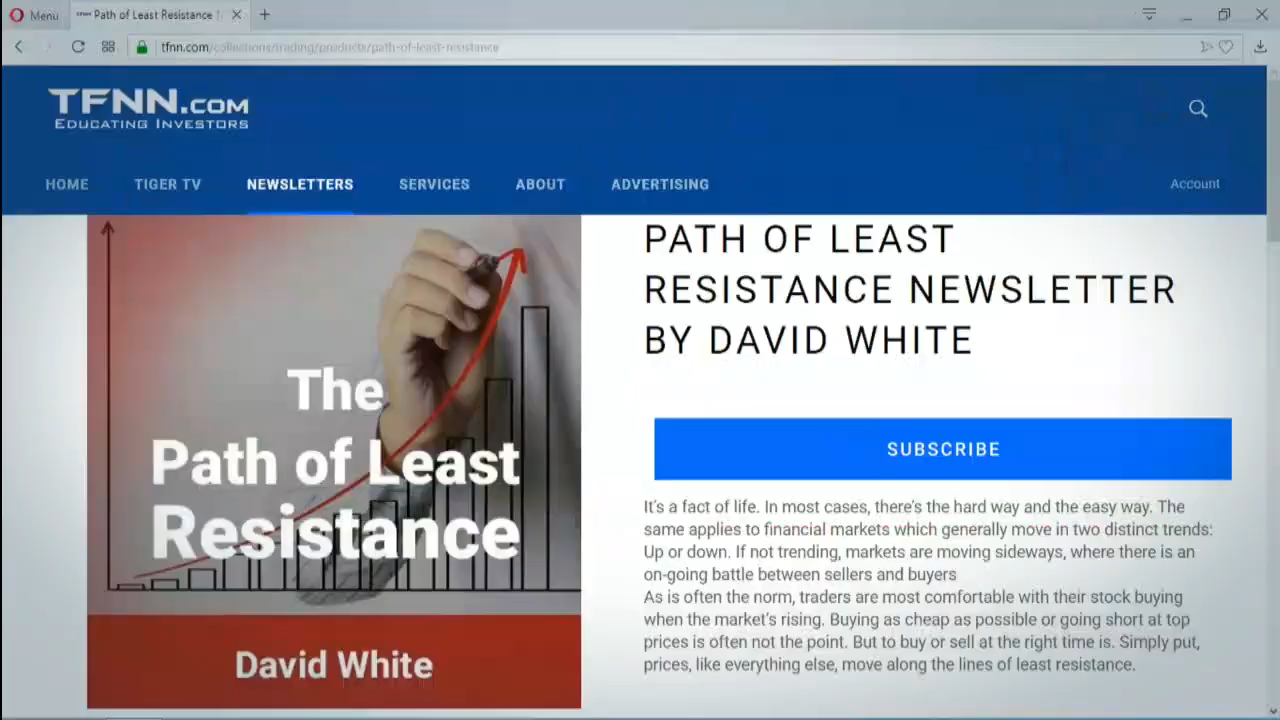 Menu
Path of Least Resistance
tfnn.com/collections/trading/products/path-of-least-resistance
TFNN.COM
EDUCATING INVESTORS
HOME TIGER TV NEWSLETTERS SERVICES ABOUT ADVERTISING Account
The
Path of Least
Resistance
David White
PATH OF LEAST
RESISTANCE NEWSLETTER
BY DAVID WHITE
SUBSCRIBE
It's a fact of life. In most cases, there's the hard way and the easy way. The
same applies to financial markets which generally move in two distinct trends:
Up or down. If not trending, markets are moving sideways, where there is an
on-going battle between sellers and buyers
As is often the norm, traders are most comfortable with their stock buying
when the market's rising. Buying as cheap as possible or going short at top
prices is often not the point. But to buy or sell at the right time is. Simply put,
prices, like everything else, move along the lines of least resistance.